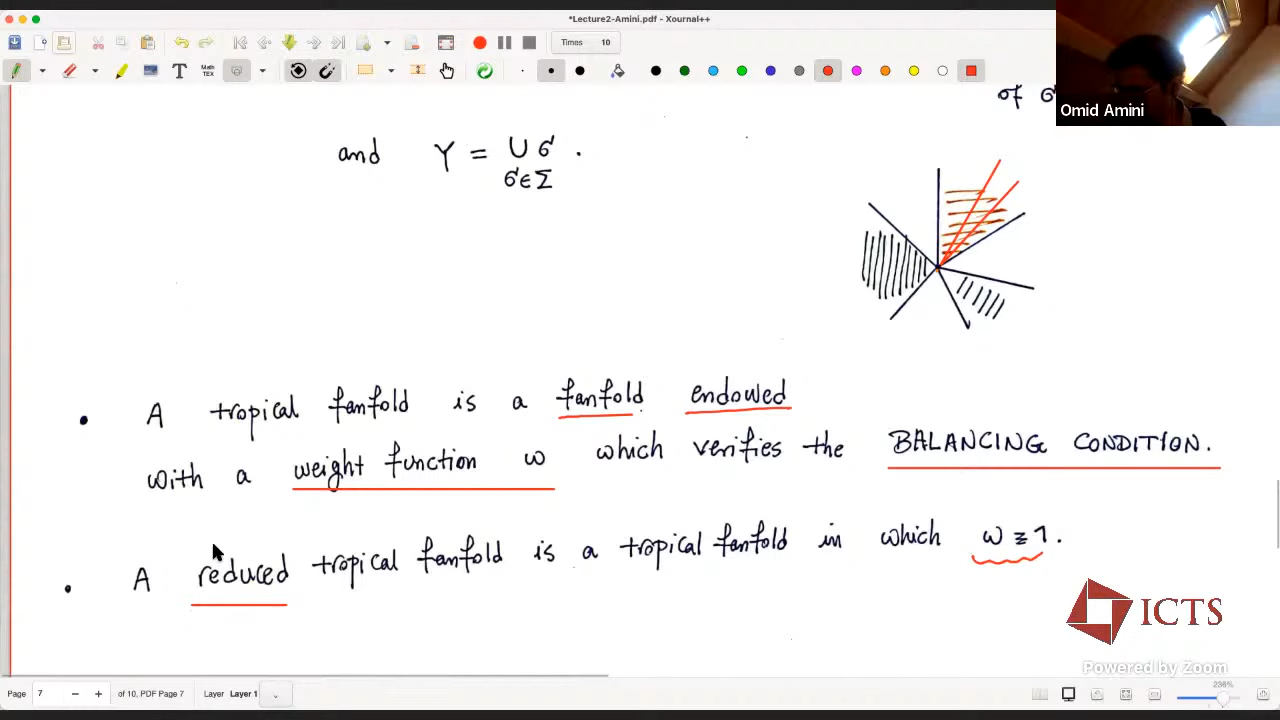 *Lecture2-Amini.pdf - Xournal++
Times 10
Omid Amini
of σ
and Y = ∪ σ .
σ∈Σ
• A tropical fanfold is a fanfold endowed
with a weight function ω which verifies the BALANCING CONDITION.
• A reduced tropical fanfold is a tropical fanfold in which ω ≡ 1.
ICTS
Powered by Zoom
Page 7 of 10, PDF Page 7 Layer Layer 1
236%